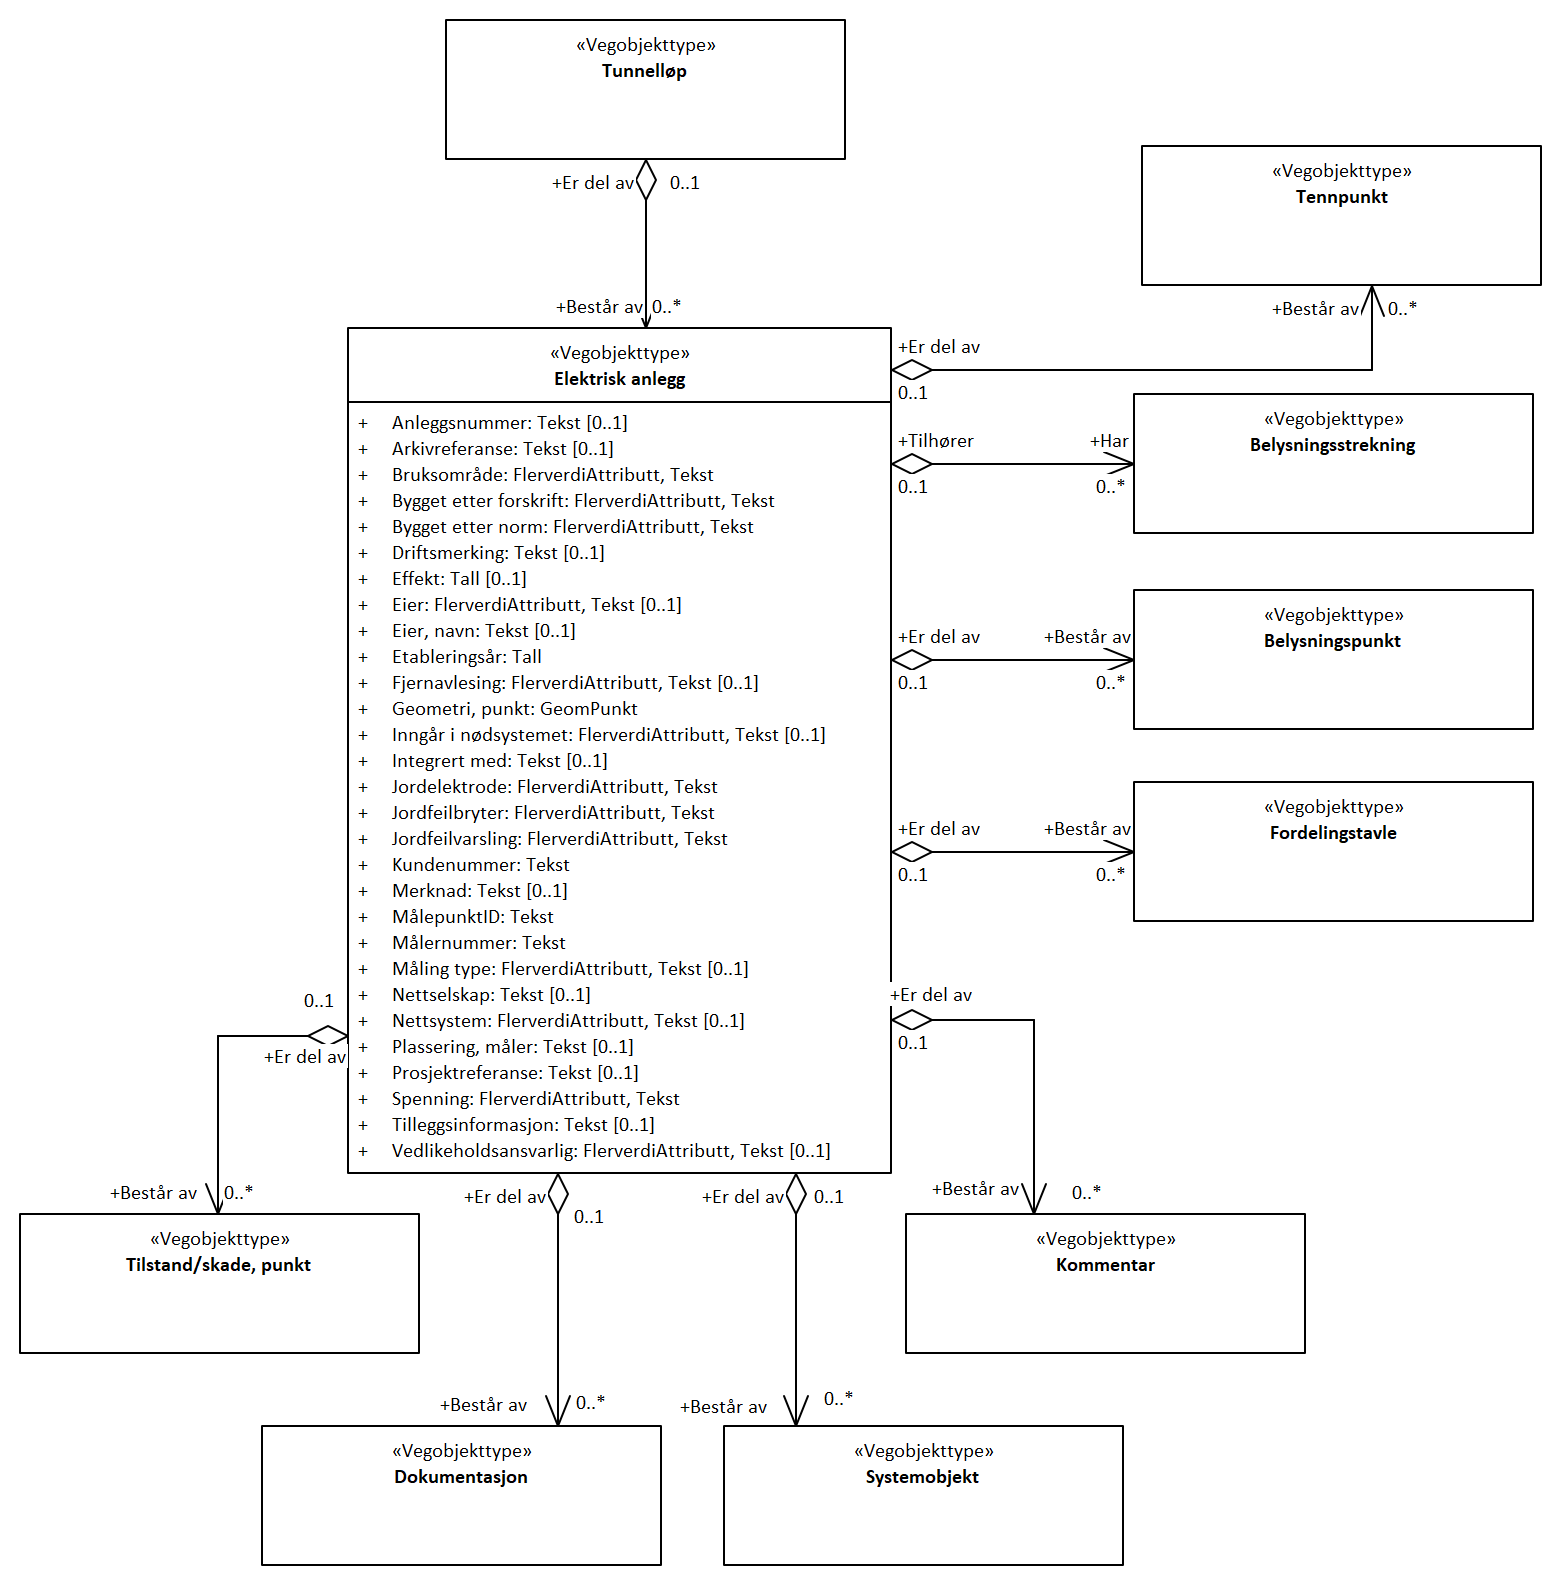 «Vegobjekttype»
Tunnelløp
+Er del av
0..1
+Består av
0..*
«Vegobjekttype»
Tennpunkt
+Består av
0..*
«Vegobjekttype»
Elektrisk anlegg
+ Anleggsnummer: Tekst [0..1]
+ Arkivreferanse: Tekst [0..1]
+ Bruksområde: FlerverdiAttributt, Tekst
+ Bygget etter forskrift: FlerverdiAttributt, Tekst
+ Bygget etter norm: FlerverdiAttributt, Tekst
+ Driftsmerking: Tekst [0..1]
+ Effekt: Tall [0..1]
+ Eier: FlerverdiAttributt, Tekst [0..1]
+ Eier, navn: Tekst [0..1]
+ Etableringsår: Tall
+ Fjernavlesing: FlerverdiAttributt, Tekst [0..1]
+ Geometri, punkt: GeomPunkt
+ Inngår i nødsystemet: FlerverdiAttributt, Tekst [0..1]
+ Integrert med: Tekst [0..1]
+ Jordelektrode: FlerverdiAttributt, Tekst
+ Jordfeilbryter: FlerverdiAttributt, Tekst
+ Jordfeilvarsling: FlerverdiAttributt, Tekst
+ Kundenummer: Tekst
+ Merknad: Tekst [0..1]
+ MålepunktID: Tekst
+ Målernummer: Tekst
+ Måling type: FlerverdiAttributt, Tekst [0..1]
+ Nettselskap: Tekst [0..1]
+ Nettsystem: FlerverdiAttributt, Tekst [0..1]
+ Plassering, måler: Tekst [0..1]
+ Prosjektreferanse: Tekst [0..1]
+ Spenning: FlerverdiAttributt, Tekst
+ Tilleggsinformasjon: Tekst [0..1]
+ Vedlikeholdsansvarlig: FlerverdiAttributt, Tekst [0..1]
+Er del av
0..1
+Tilhører
0..1
+Har
0..*
«Vegobjekttype»
Belysningsstrekning
+Er del av
0..1
+Består av
0..*
«Vegobjekttype»
Belysningspunkt
+Er del av
0..1
+Består av
0..*
«Vegobjekttype»
Fordelingstavle
+Er del av
0..1
+Består av
0..*
«Vegobjekttype»
Kommentar
0..1
+Er del av
+Består av
0..*
«Vegobjekttype»
Tilstand/skade, punkt
+Er del av
0..1
+Består av
0..*
«Vegobjekttype»
Dokumentasjon
+Er del av
0..1
+Består av
0..*
«Vegobjekttype»
Systemobjekt